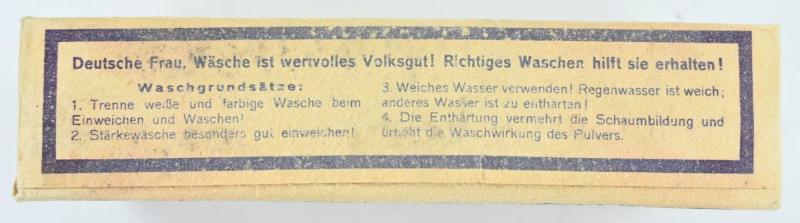 Deutsche Frau, Wäsche ist wertvolles Volksgut! Richtiges Waschen hilft sie erhalten!
Waschgrundsätze:
1. Trenne weiße und farbige Wäsche beim
Einweichen und Waschen!
2. Stärkewäsche besonders gut einweichen!
3. Weiches Wasser verwenden! Regenwasser ist weich;
anderes Wasser ist zu enthärten!
4. Die Enthärtung vermehrt die Schaumbildung und
erhöht die Waschwirkung des Pulvers.